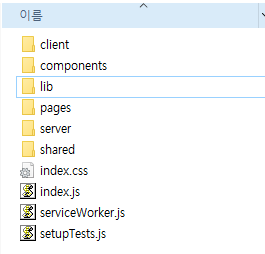 이름
client
components
lib
pages
server
shared
index.css
index.js
serviceWorker.js
setupTests.js